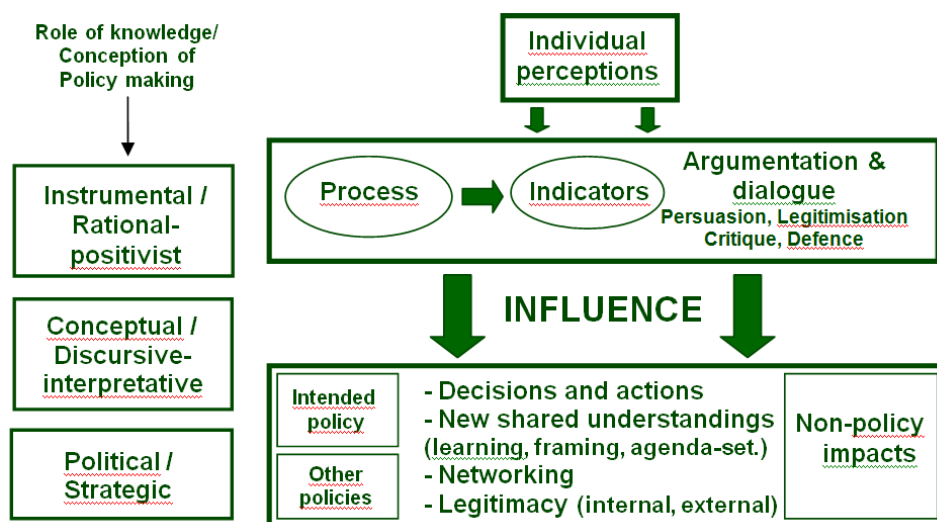 Role of knowledge/
Conception of
Policy making
Instrumental /
Rational-
positivist
Conceptual /
Discursive-
interpretative
Political /
Strategic
Individual
perceptions
Process
Indicators
Argumentation &
dialogue
Persuasion, Legitimisation
Critique, Defence
INFLUENCE
Intended
policy
Other
policies
- Decisions and actions
- New shared understandings
(learning, framing, agenda-set.)
- Networking
- Legitimacy (internal, external)
Non-policy
impacts